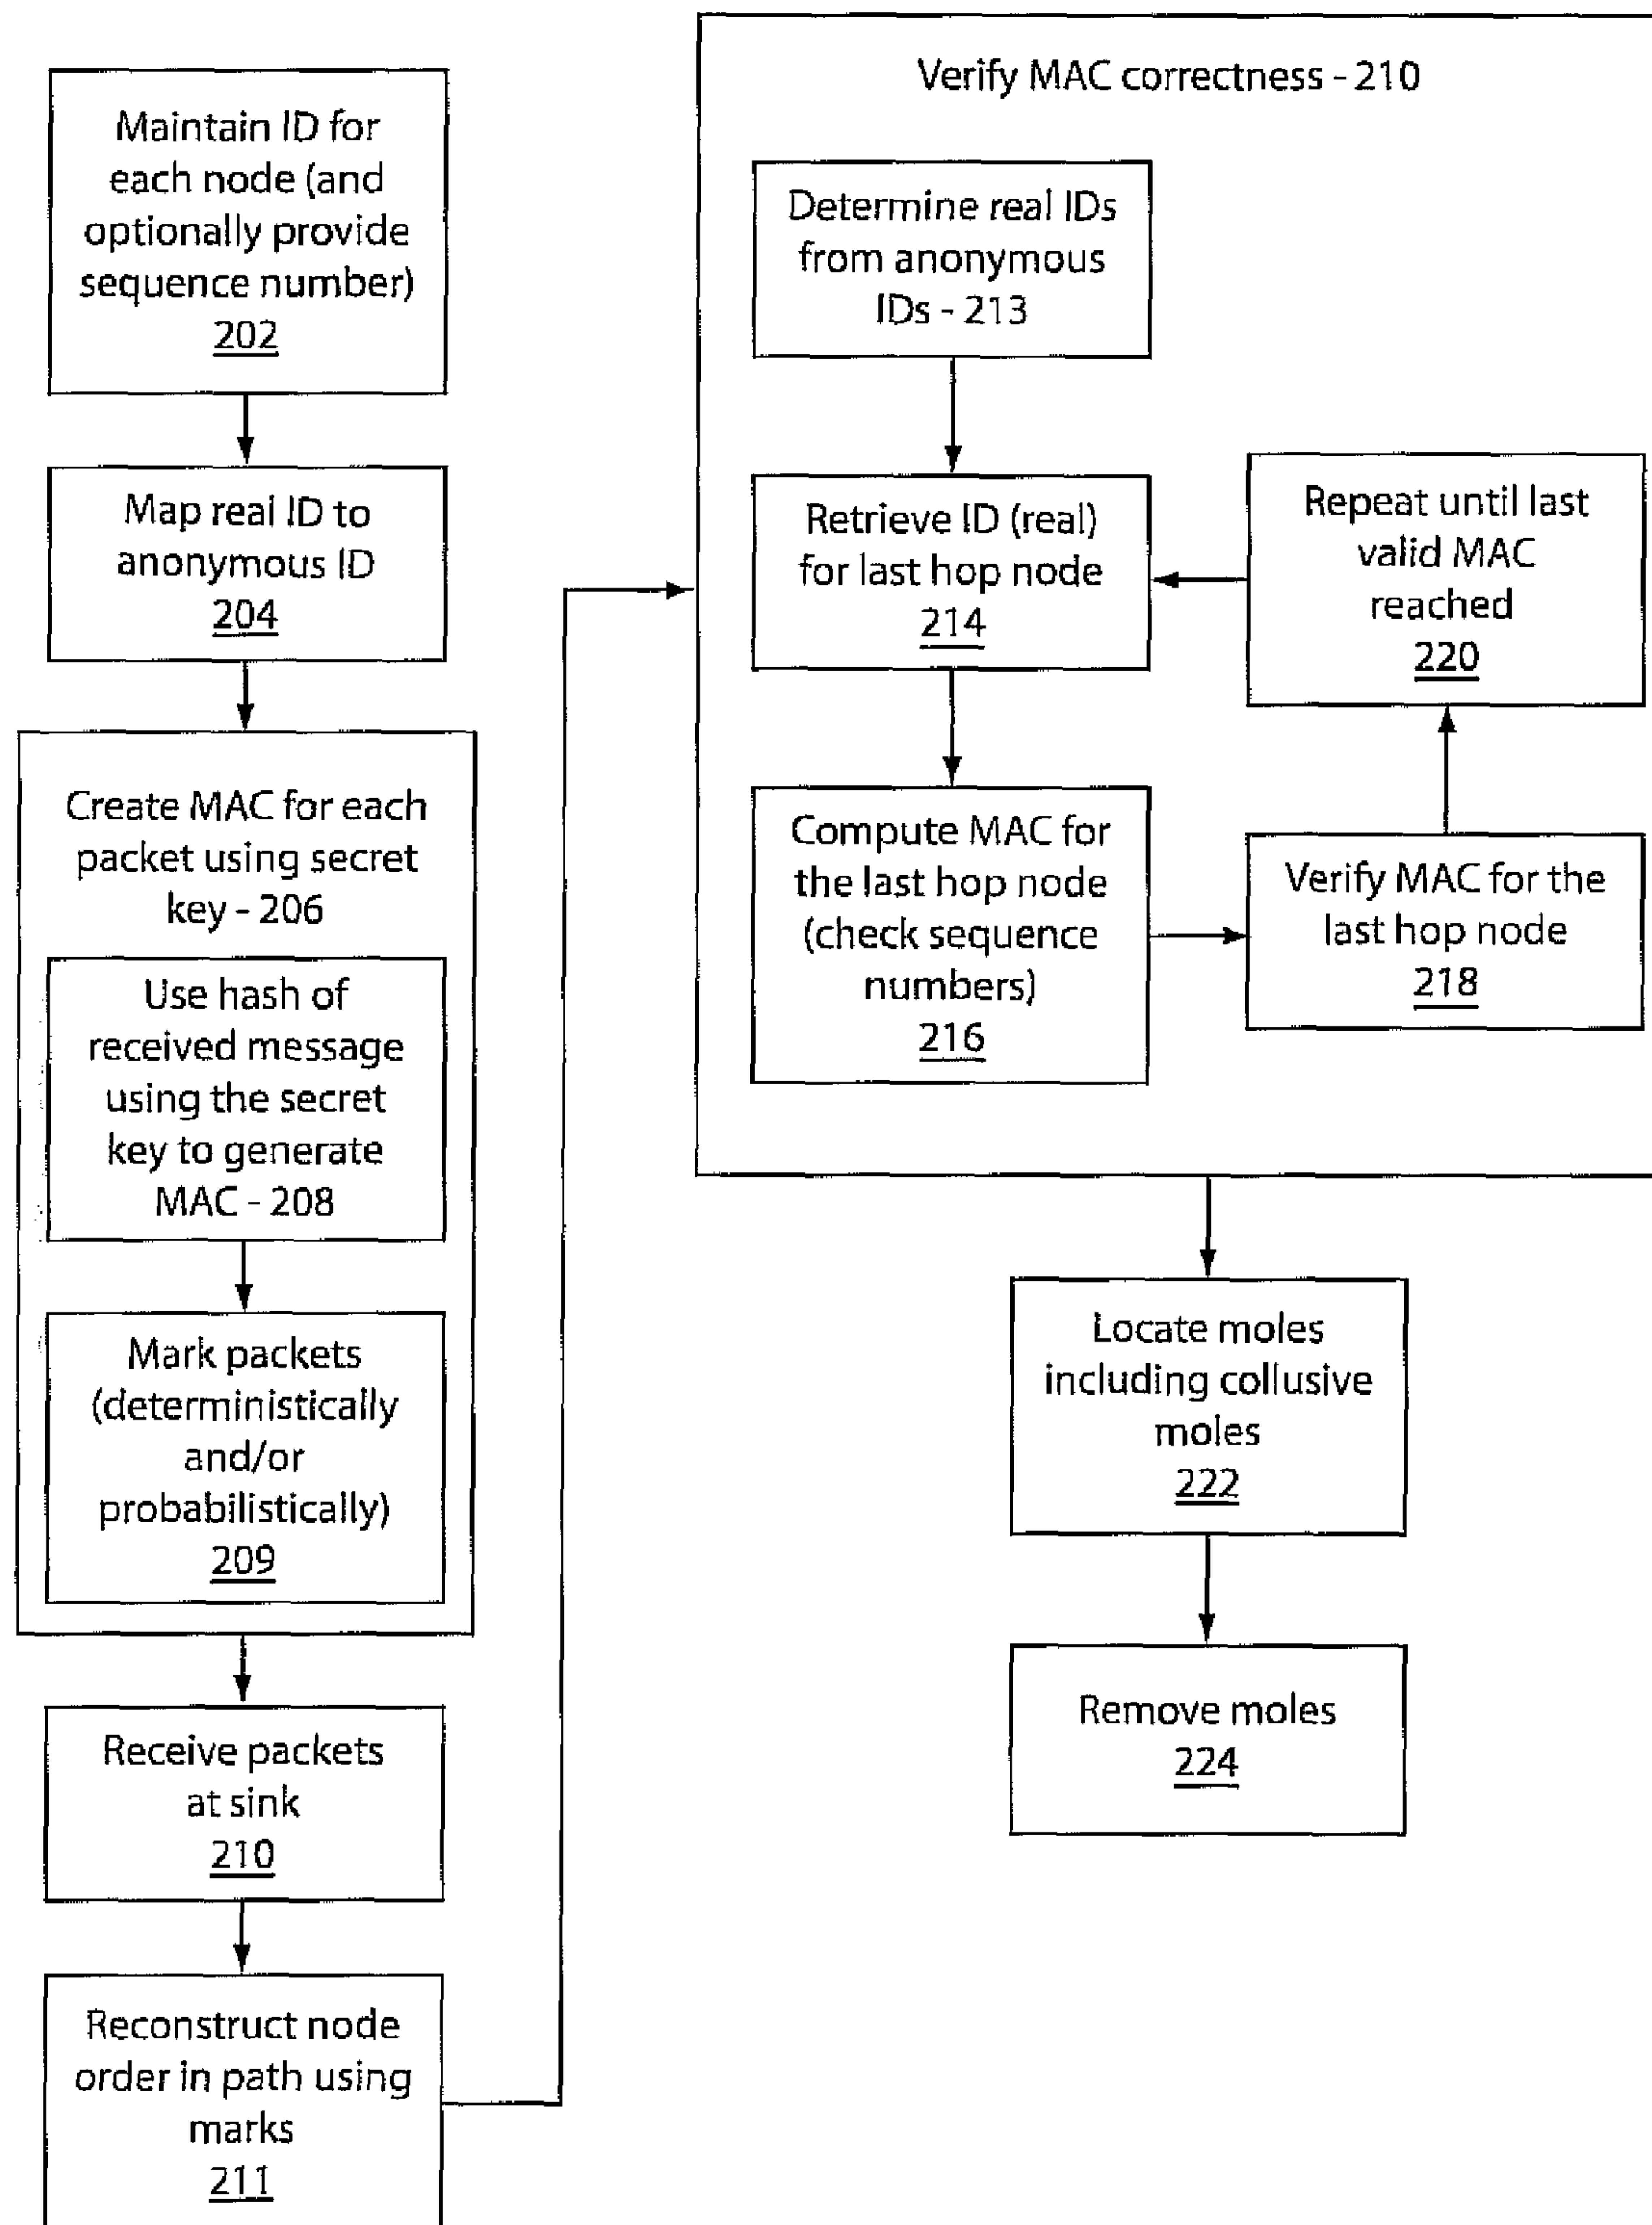 Maintain ID for
each node (and
optionally provide
sequence number)
202
Map real ID to
anonymous ID
204
Create MAC for each
packet using secret
key - 206
Use hash of
received message
using the secret
key to generate
MAC - 208
Mark packets
(deterministically
and/or
probabilistically)
209
Receive packets
at sink
210
Reconstruct node
order in path using
marks
211
Verify MAC correctness - 210
Determine real IDs
from anonymous
IDs - 213
Retrieve ID (real)
for last hop node
214
Compute MAC for
the last hop node
(check sequence
numbers)
216
Verify MAC for the
last hop node
218
Repeat until last
valid MAC
reached
220
Locate moles
including collusive
moles
222
Remove moles
224